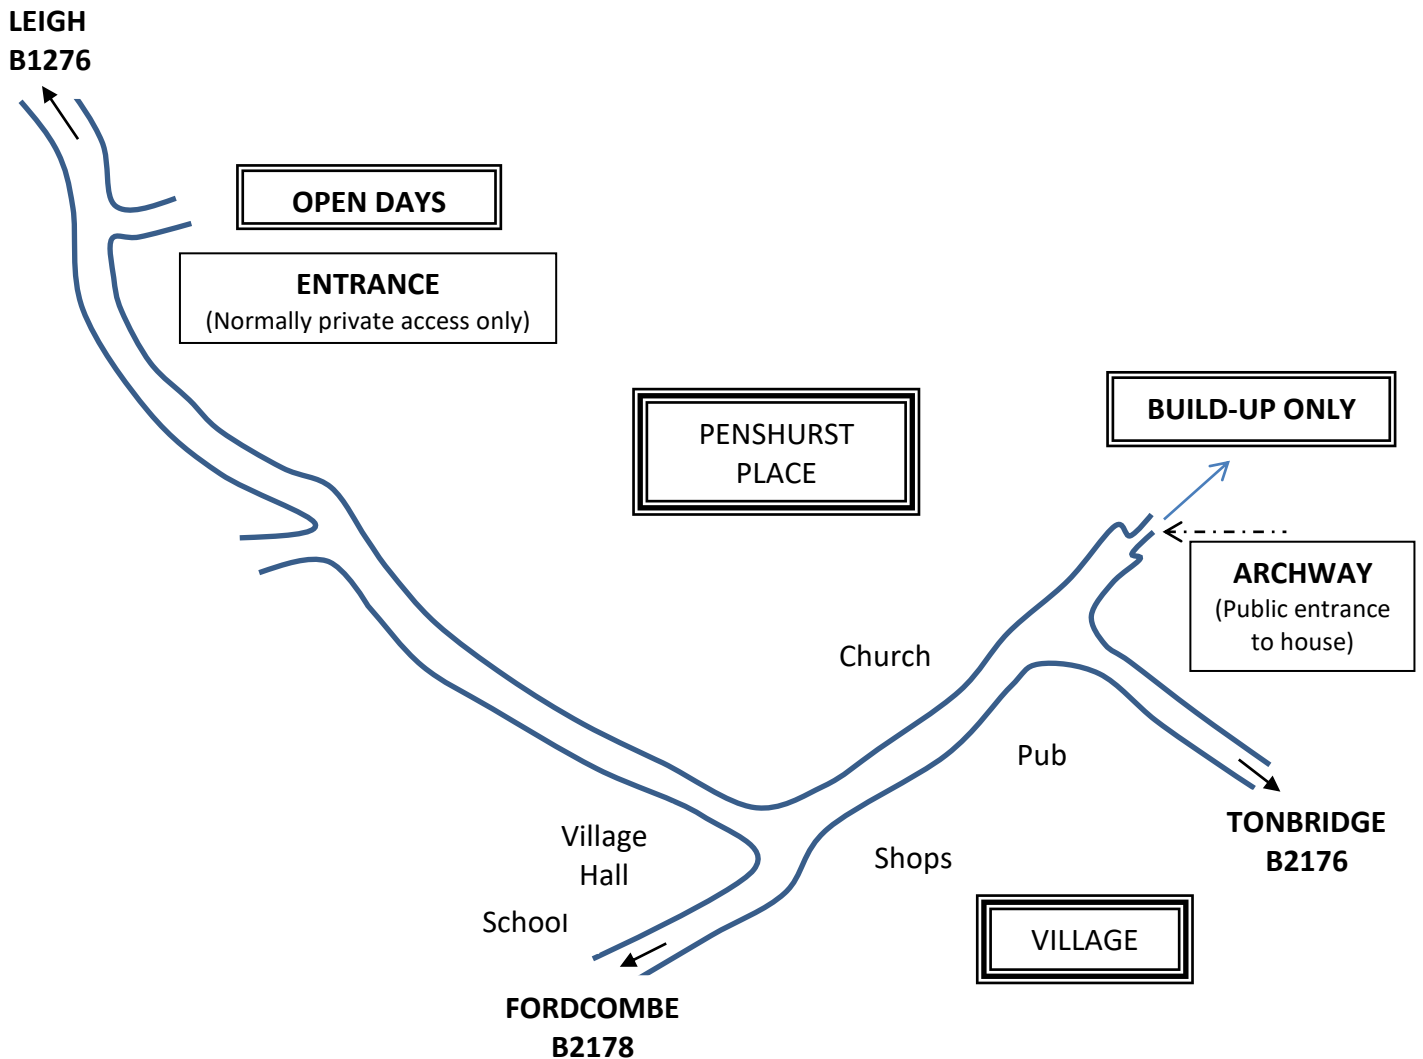 LEIGH
B1276
OPEN DAYS
ENTRANCE
(Normally private access only)
PENSHURST
PLACE
BUILD-UP ONLY
ARCHWAY
(Public entrance
to house)
Church
Pub
TONBRIDGE
B2176
Village
Hall
Shops
School
VILLAGE
FORDCOMBE
B2178